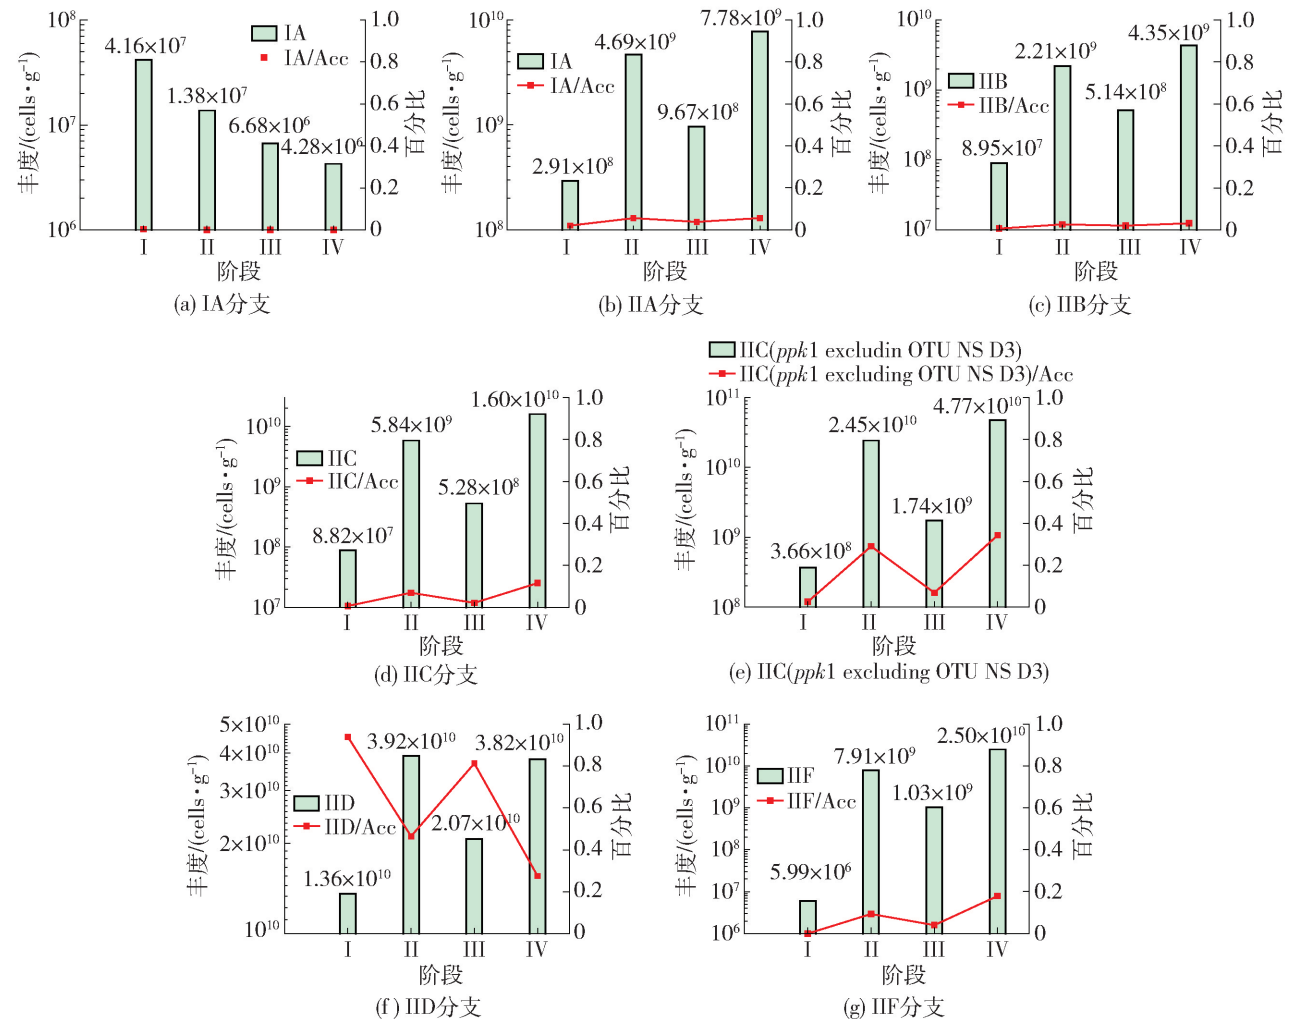 10⁸
10⁷
10⁶
丰度/(cells·g⁻¹)
4.16×10⁷
1.38×10⁷
6.68×10⁶
4.28×10⁶
IA
IA/Acc
1.0
0.8
0.6
0.4
0.2
0
百分比
I II III IV
阶段
(a) IA分支
10¹⁰
10⁹
10⁸
丰度/(cells·g⁻¹)
2.91×10⁸
4.69×10⁹
9.67×10⁸
7.78×10⁹
IA
IA/Acc
1.0
0.8
0.6
0.4
0.2
0
百分比
I II III IV
阶段
(b) IIA分支
10¹⁰
10⁹
10⁸
10⁷
丰度/(cells·g⁻¹)
8.95×10⁷
2.21×10⁹
5.14×10⁸
4.35×10⁹
IIB
IIB/Acc
1.0
0.8
0.6
0.4
0.2
0
百分比
I II III IV
阶段
(c) IIB分支
10¹⁰
10⁹
10⁸
10⁷
丰度/(cells·g⁻¹)
8.82×10⁷
5.84×10⁹
5.28×10⁸
1.60×10¹⁰
IIC
IIC/Acc
1.0
0.8
0.6
0.4
0.2
0
百分比
I II III IV
阶段
(d) IIC分支
IIC(ppk1 excludin OTU NS D3)
IIC(ppk1 excluding OTU NS D3)/Acc
10¹¹
10¹⁰
10⁹
10⁸
丰度/(cells·g⁻¹)
3.66×10⁸
2.45×10¹⁰
1.74×10⁹
4.77×10¹⁰
1.0
0.8
0.6
0.4
0.2
0
百分比
I II III IV
阶段
(e) IIC(ppk1 excluding OTU NS D3)
5×10¹⁰
4×10¹⁰
3×10¹⁰
2×10¹⁰
10¹⁰
丰度/(cells·g⁻¹)
1.36×10¹⁰
3.92×10¹⁰
2.07×10¹⁰
3.82×10¹⁰
IID
IID/Acc
1.0
0.8
0.6
0.4
0.2
0
百分比
I II III IV
阶段
(f) IID分支
10¹¹
10¹⁰
10⁹
10⁸
10⁷
10⁶
丰度/(cells·g⁻¹)
5.99×10⁶
7.91×10⁹
1.03×10⁹
2.50×10¹⁰
IIF
IIF/Acc
1.0
0.8
0.6
0.4
0.2
0
百分比
I II III IV
阶段
(g) IIF分支